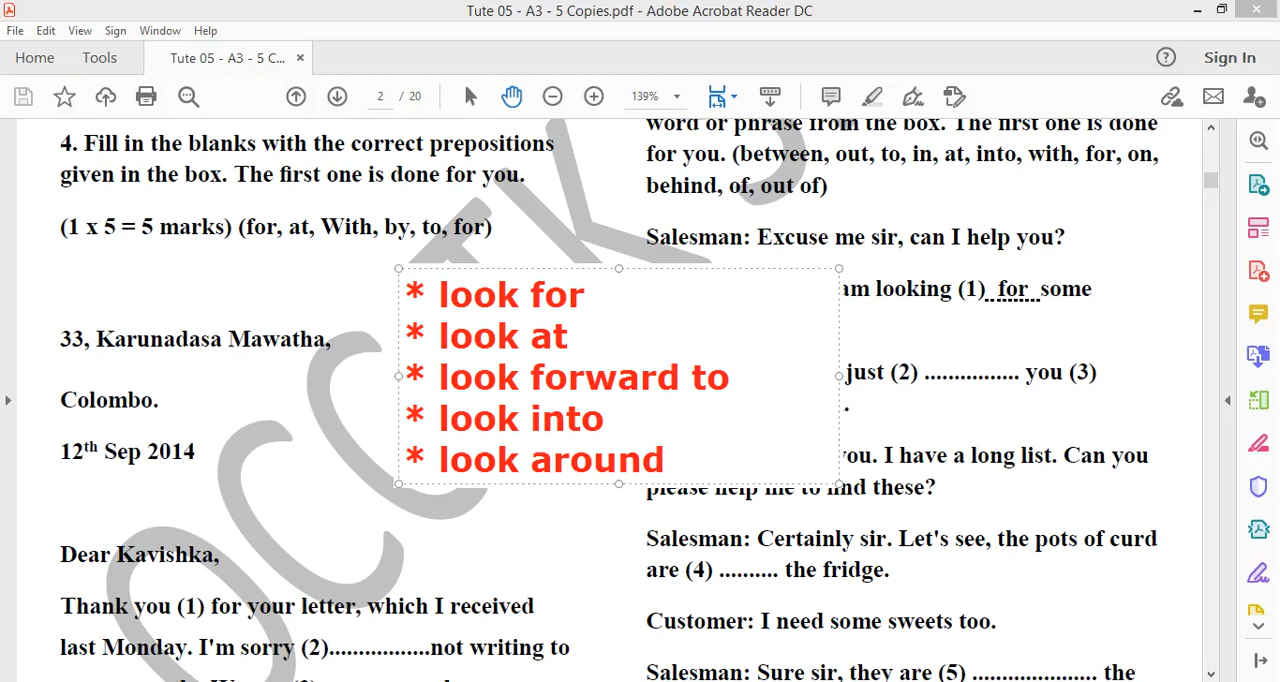 Tute 05 - A3 - 5 Copies.pdf - Adobe Acrobat Reader DC
File Edit View Sign Window Help
Home Tools Tute 05 - A3 - 5 C... × Sign In
2 / 20 139%
4. Fill in the blanks with the correct prepositions
given in the box. The first one is done for you.
(1 x 5 = 5 marks) (for, at, With, by, to, for)
33, Karunadasa Mawatha,
Colombo.
12th Sep 2014
Dear Kavishka,
Thank you (1) for your letter, which I received
last Monday. I'm sorry (2).................not writing to
* look for
* look at
* look forward to
* look into
* look around
word or phrase from the box. The first one is done
for you. (between, out, to, in, at, into, with, for, on,
behind, of, out of)
Salesman: Excuse me sir, can I help you?
am looking (1) for some
just (2) ................ you (3)
.
you. I have a long list. Can you
please help me to find these?
Salesman: Certainly sir. Let's see, the pots of curd
are (4) .......... the fridge.
Customer: I need some sweets too.
Salesman: Sure sir, they are (5) ..................... the